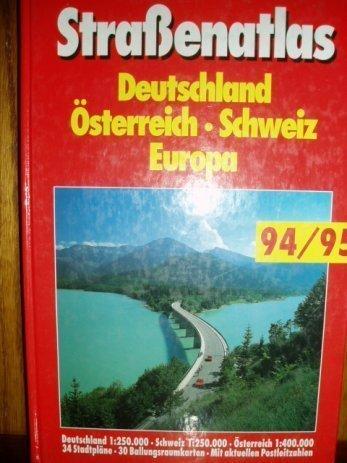 Straßenatlas
Deutschland
Österreich · Schweiz
Europa
94/95
Deutschland 1:250.000 · Schweiz 1:250.000 · Österreich 1:400.000
34 Stadtpläne · 30 Ballungsraumkarten · Mit aktuellen Postleitzahlen